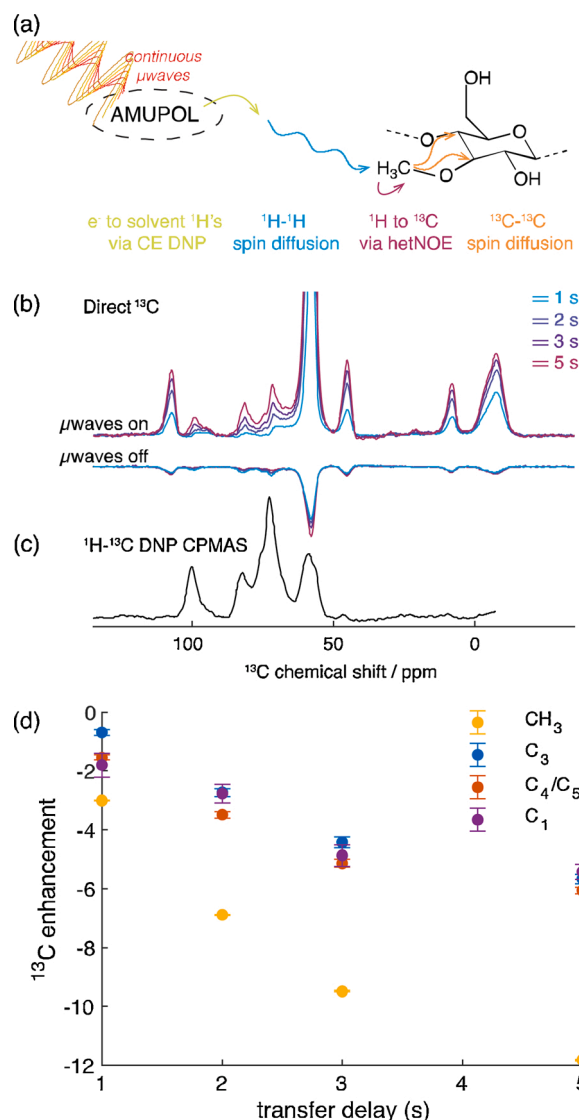 (a)
continuous
μwaves
AMUPOL
OH
O
O
H₃C
O
OH
e⁻ to solvent ¹H's
via CE DNP
¹H-¹H
spin diffusion
¹H to ¹³C
via hetNOE
¹³C-¹³C
spin diffusion
(b)
Direct ¹³C
1 s
2 s
3 s
5 s
μwaves on
μwaves off
(c)
¹H-¹³C DNP CPMAS
100
50
0
¹³C chemical shift / ppm
(d)
0
-2
-4
-6
-8
-10
-12
¹³C enhancement
CH₃
C₃
C₄/C₅
C₁
1
2
3
4
5
transfer delay (s)